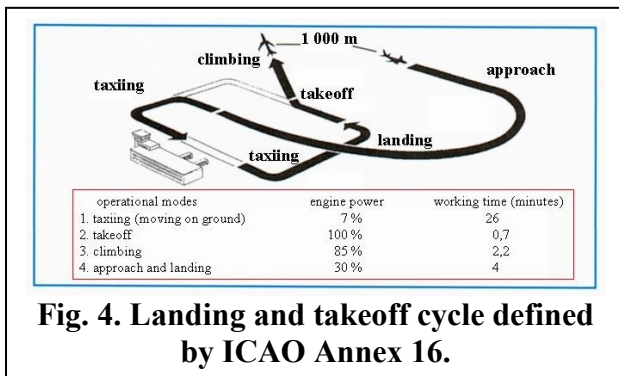 1 000 m
climbing
approach
taxiing
takeoff
landing
taxiing
operational modes engine power working time (minutes)
1. taxiing (moving on ground) 7 % 26
2. takeoff 100 % 0,7
3. climbing 85 % 2,2
4. approach and landing 30 % 4
Fig. 4. Landing and takeoff cycle defined
by ICAO Annex 16.